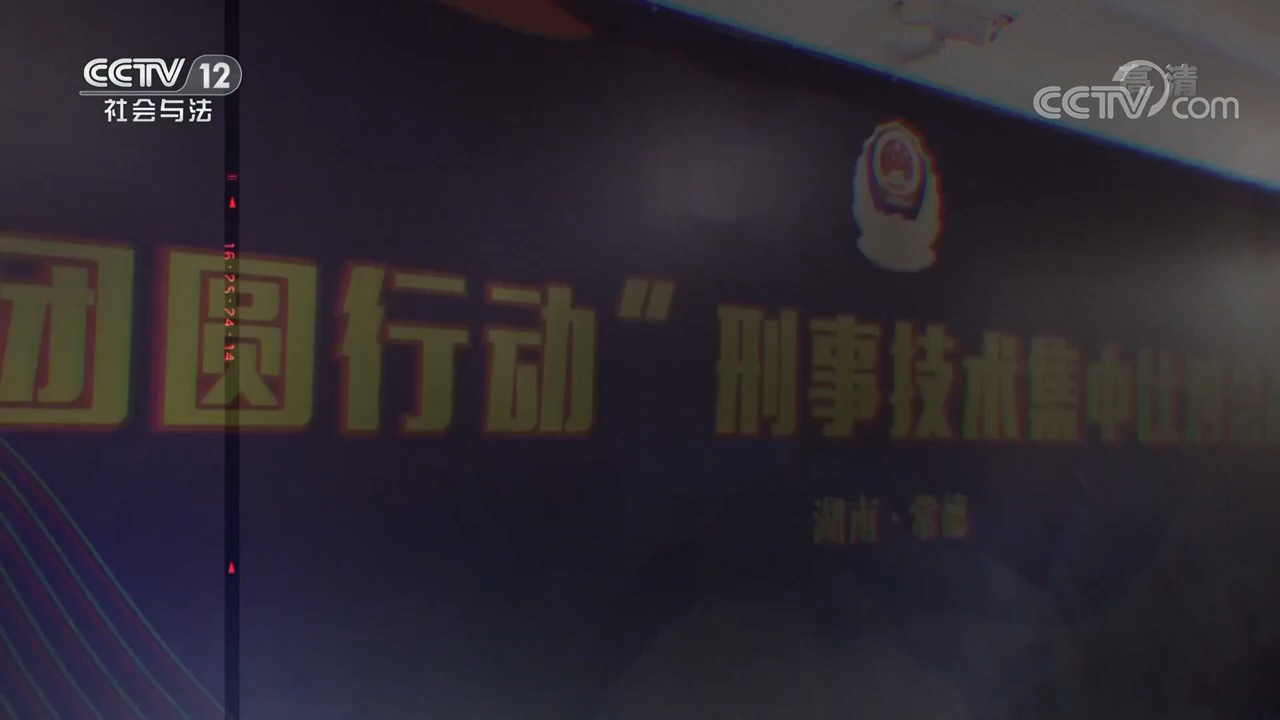 CCTV 12
社会与法
高清
CCTV com
16·25·24·14
团圆行动”刑事技术集中比对
湖南·常德